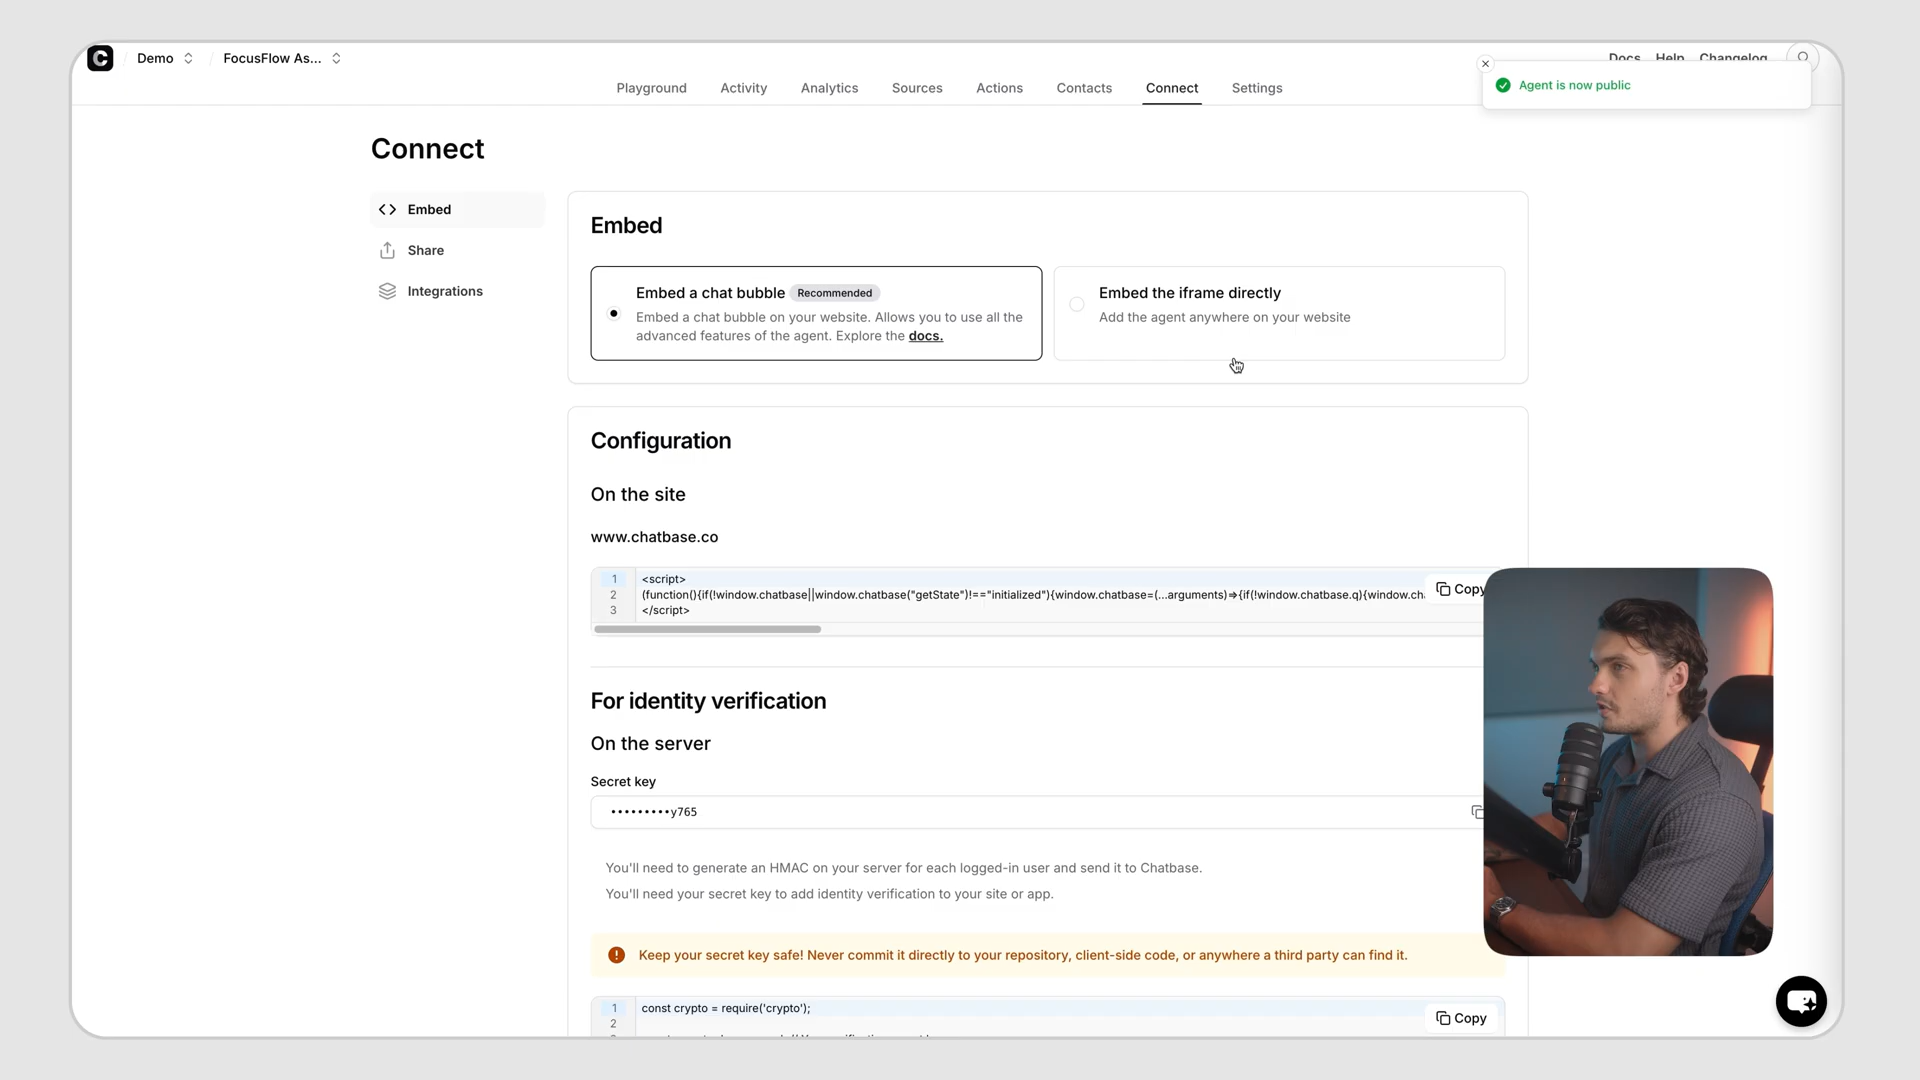 C Demo FocusFlow As...
Docs Help Changelog
Playground Activity Analytics Sources Actions Contacts Connect Settings
Agent is now public
Connect
Embed
Share
Integrations
Embed
Embed a chat bubble Recommended
Embed a chat bubble on your website. Allows you to use all the
advanced features of the agent. Explore the docs.
Embed the iframe directly
Add the agent anywhere on your website
Configuration
On the site
www.chatbase.co
1 <script>
2 (function(){if(!window.chatbase||window.chatbase("getState")!=="initialized"){window.chatbase=(...arguments)=>{if(!window.chatbase.q){window.ch
3 </script>
Copy
For identity verification
On the server
Secret key
•••••••••y765
You'll need to generate an HMAC on your server for each logged-in user and send it to Chatbase.
You'll need your secret key to add identity verification to your site or app.
Keep your secret key safe! Never commit it directly to your repository, client-side code, or anywhere a third party can find it.
1 const crypto = require('crypto');
2
Copy